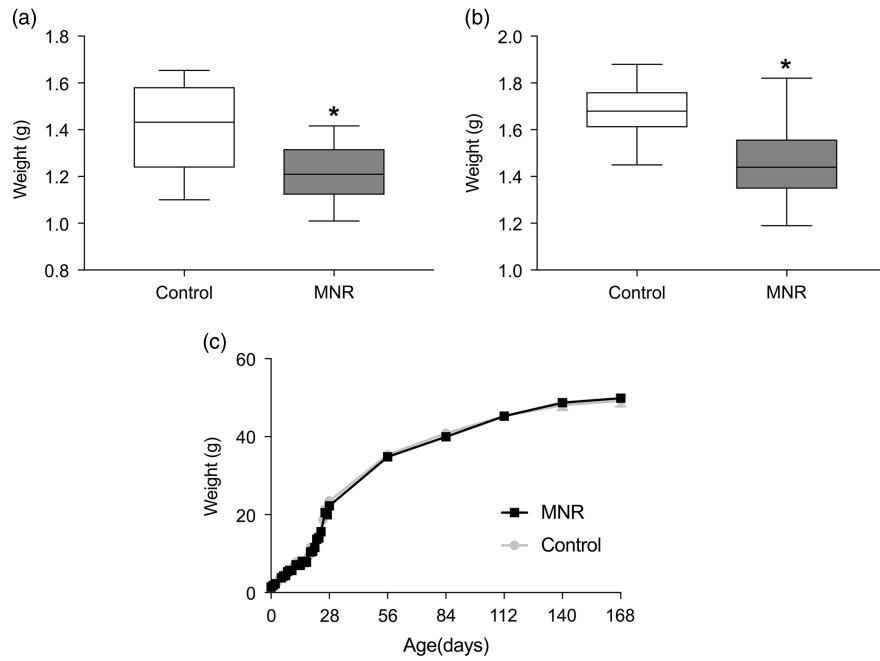 (a)
1.8
1.6
1.4
1.2
1.0
0.8
Weight (g)
*
Control
MNR
(b)
2.0
1.8
1.6
1.4
1.2
1.0
Weight (g)
*
Control
MNR
(c)
60
40
20
0
Weight (g)
MNR
Control
0 28 56 84 112 140 168
Age(days)